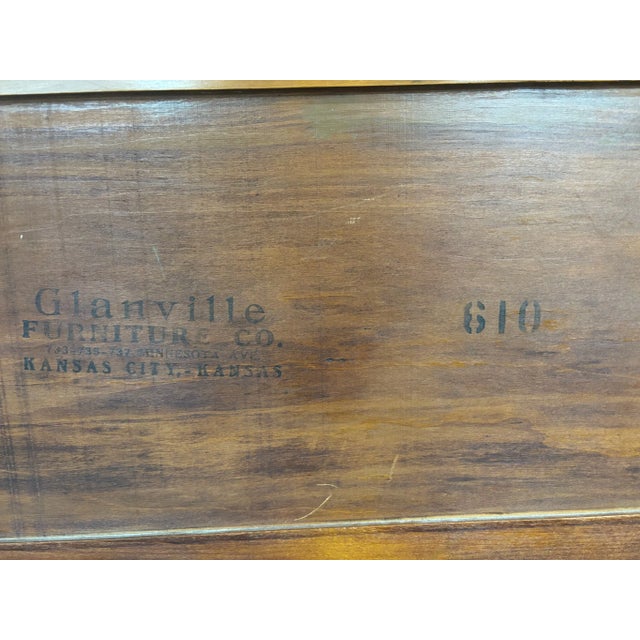 Glanville
FURNITURE CO.
733-735-737 MINNESOTA AVE.
KANSAS CITY,-KANSAS
610